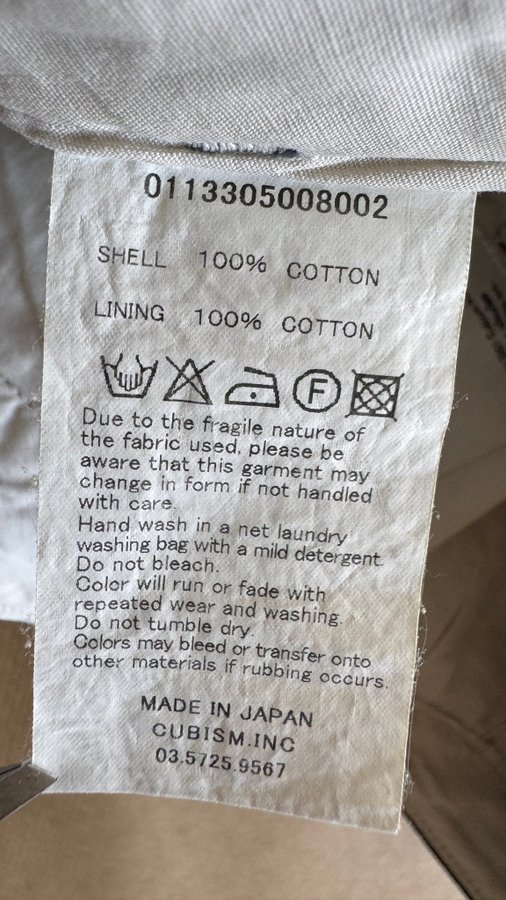 0113305008002
SHELL 100% COTTON
LINING 100% COTTON
F
Due to the fragile nature of
the fabric used, please be
aware that this garment may
change in form if not handled
with care.
Hand wash in a net laundry
washing bag with a mild detergent.
Do not bleach.
Color will run or fade with
repeated wear and washing.
Do not tumble dry.
Colors may bleed or transfer onto
other materials if rubbing occurs.
MADE IN JAPAN
CUBISM.INC
03.5725.9567